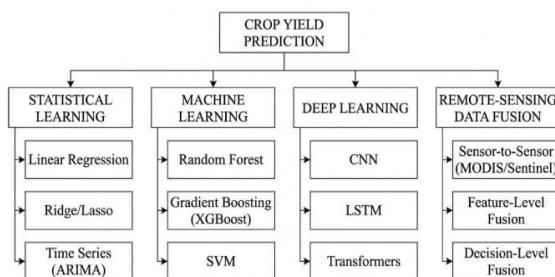 CROP YIELD
PREDICTION
STATISTICAL
LEARNING
Linear Regression
Ridge/Lasso
Time Series
(ARIMA)
MACHINE
LEARNING
Random Forest
Gradient Boosting
(XGBoost)
SVM
DEEP LEARNING
CNN
LSTM
Transformers
REMOTE-SENSING
DATA FUSION
Sensor-to-Sensor
(MODIS/Sentinel)
Feature-Level
Fusion
Decision-Level
Fusion